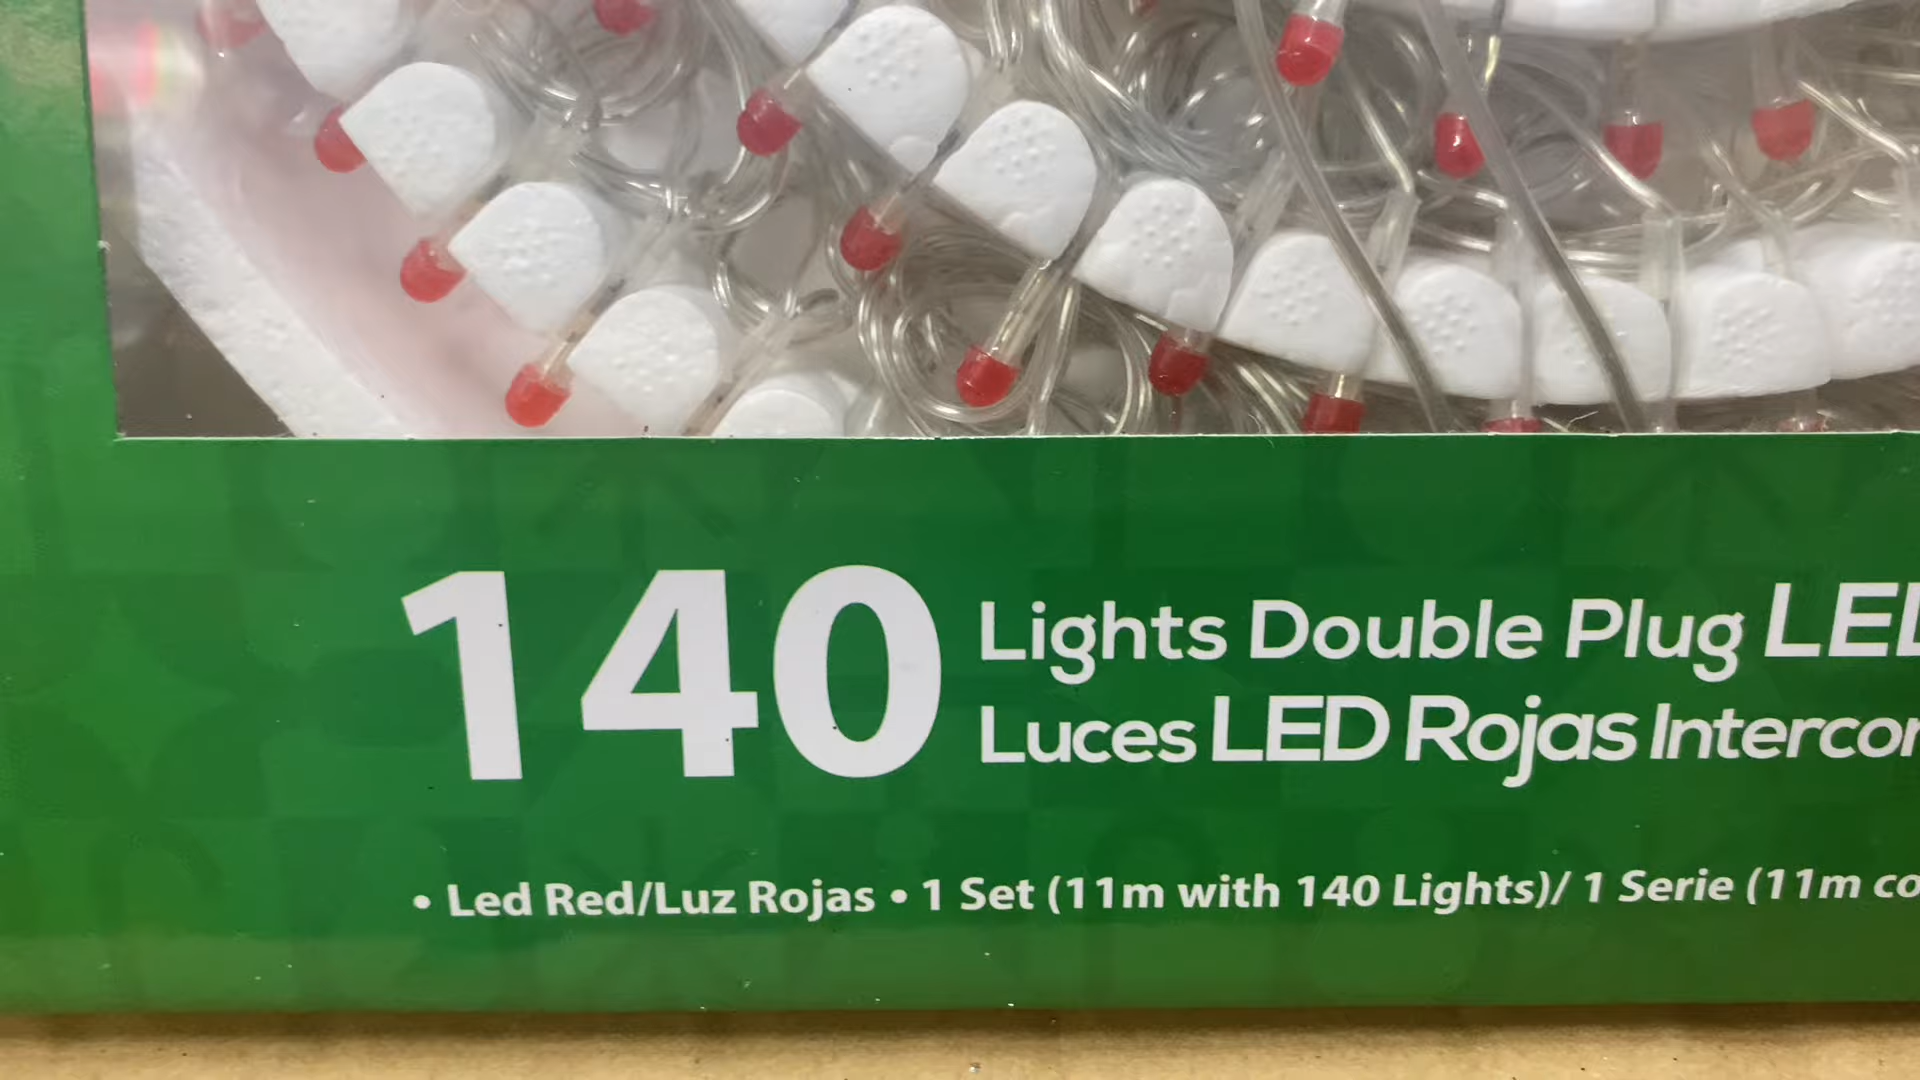 140
Lights Double Plug LED
Luces LED Rojas
• Led Red/Luz Rojas • 1 Set (11m with 140 Lights)/ 1 Serie (11m